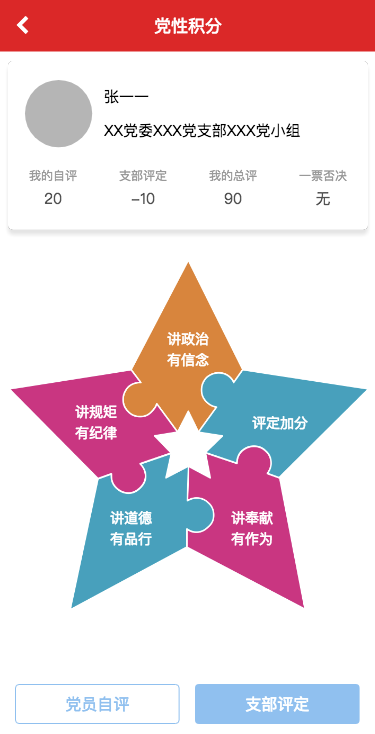 党性积分
张一一
XX党委XXX党支部XXX党小组
我的自评 支部评定 我的总评 一票否决
20 -10 90 无
讲政治
有信念
讲规矩
有纪律
评定加分
讲道德
有品行
讲奉献
有作为
党员自评 支部评定